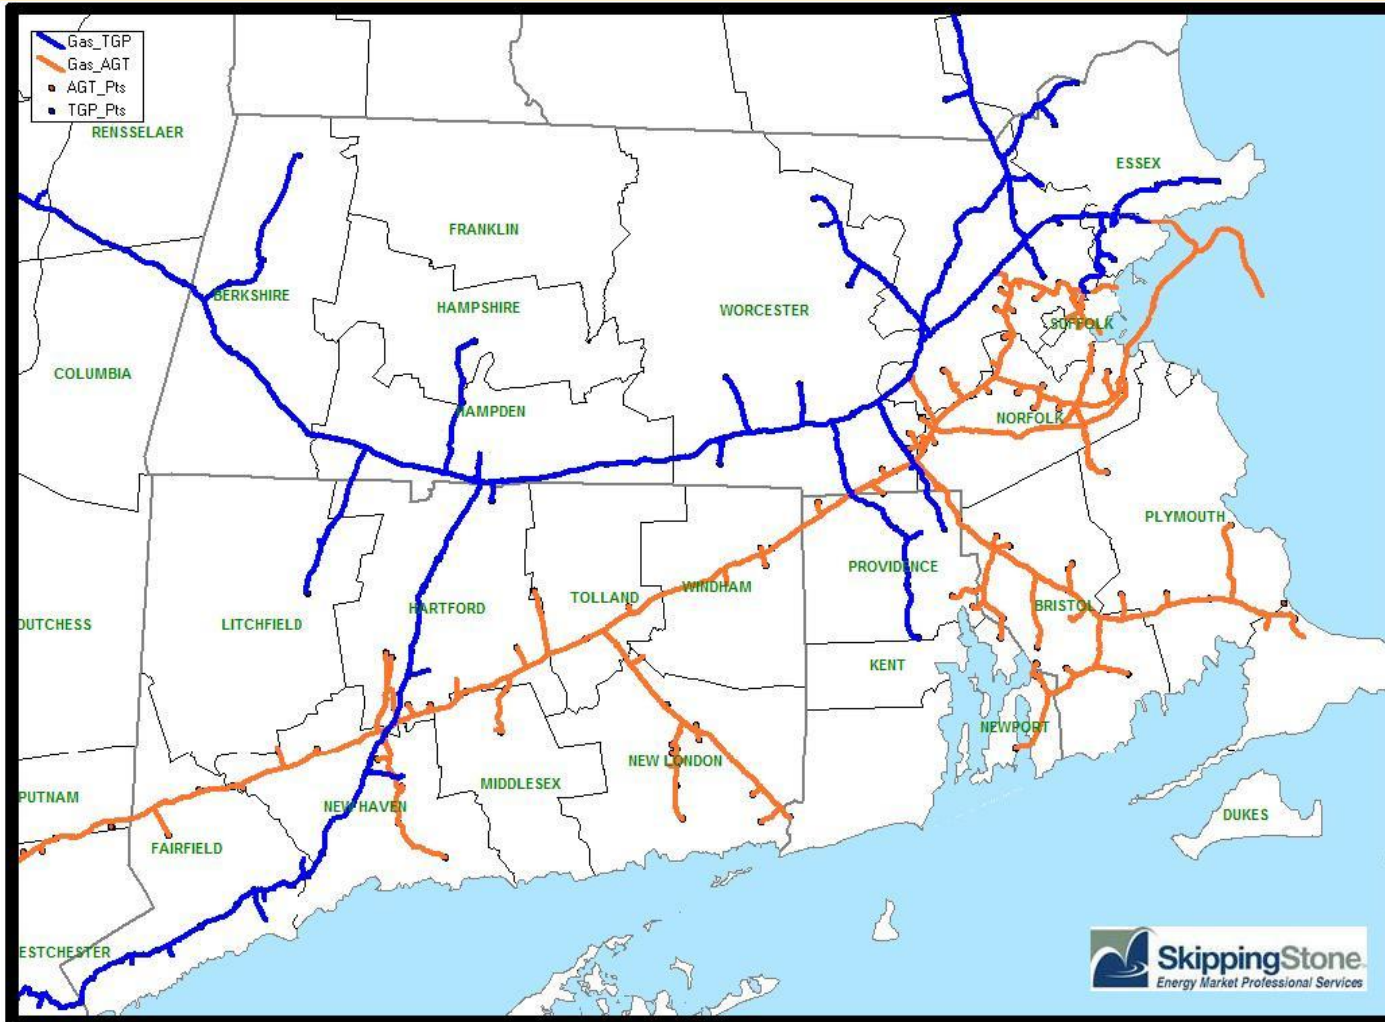 Gas_TGP
Gas_AGT
AGT_Pts
TGP_Pts
RENSSELAER
ESSEX
FRANKLIN
BERKSHIRE
HAMPSHIRE
WORCESTER
SUFFOLK
COLUMBIA
HAMPDEN
NORFOLK
PLYMOUTH
PROVIDENCE
WINDHAM
TOLLAND
HARTFORD
BRISTOL
LITCHFIELD
DUTCHESS
KENT
NEWPORT
NEW LONDON
MIDDLESEX
PUTNAM
NEW HAVEN
DUKES
FAIRFIELD
ESTCHESTER
SkippingStone
Energy Market Professional Services